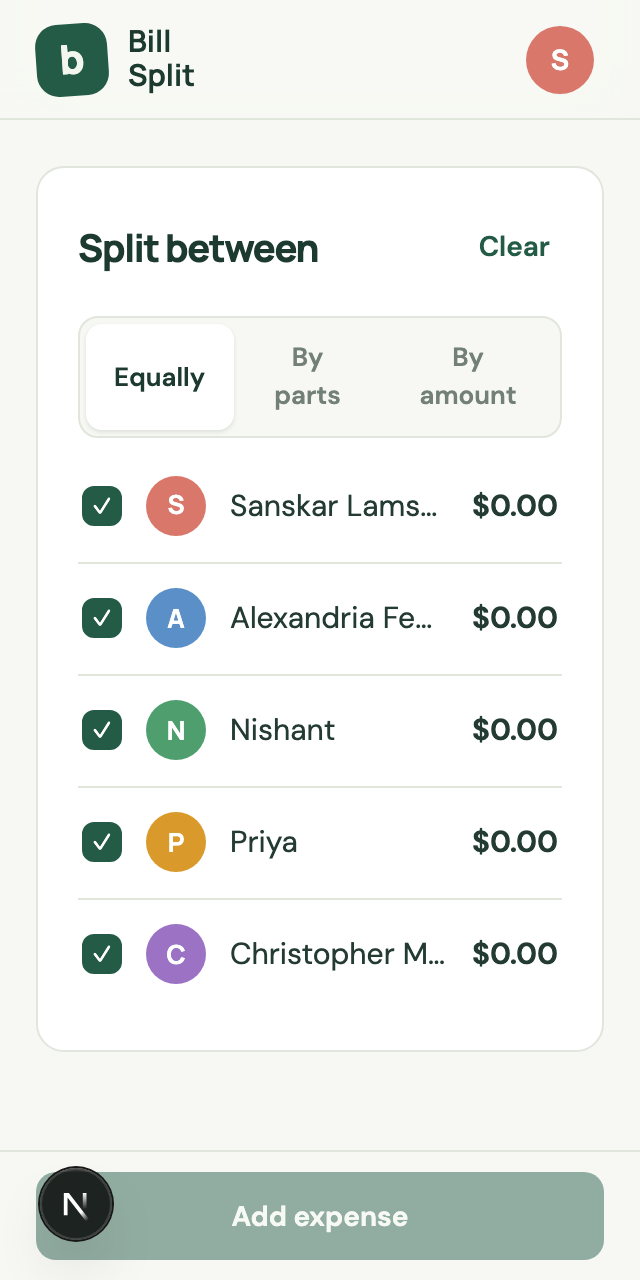 b
Bill
Split
S
Split between
Clear
Equally
By
parts
By
amount
S
Sanskar Lams...
$0.00
A
Alexandria Fe...
$0.00
N
Nishant
$0.00
P
Priya
$0.00
C
Christopher M...
$0.00
N
Add expense